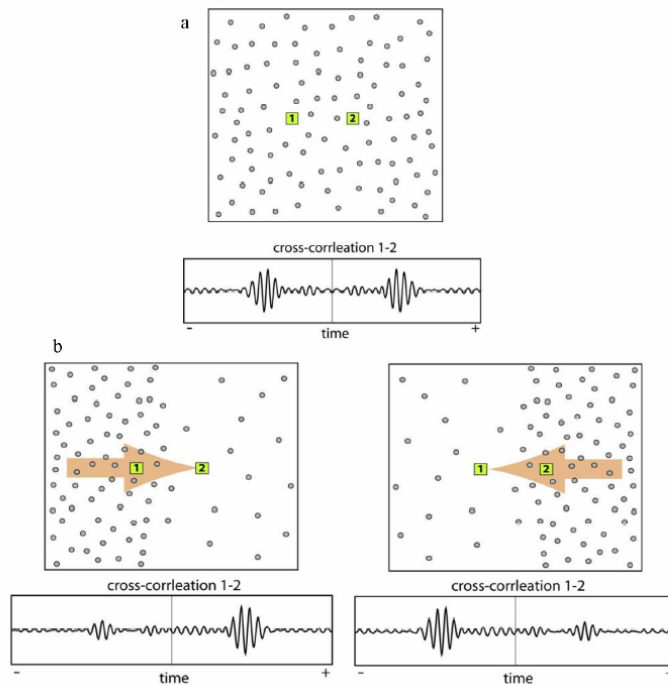 a
1 2
cross-corrleation 1-2
- +
time
b
1 2
1 2
cross-corrleation 1-2
cross-corrleation 1-2
- +
time
-
time